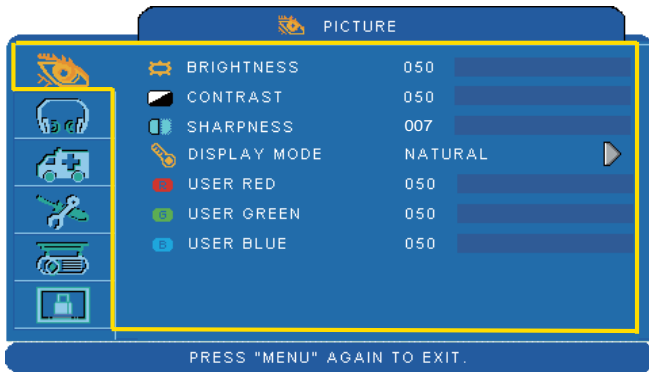 PICTURE
BRIGHTNESS 050
CONTRAST 050
SHARPNESS 007
DISPLAY MODE NATURAL
R USER RED 050
G USER GREEN 050
B USER BLUE 050
PRESS "MENU" AGAIN TO EXIT.